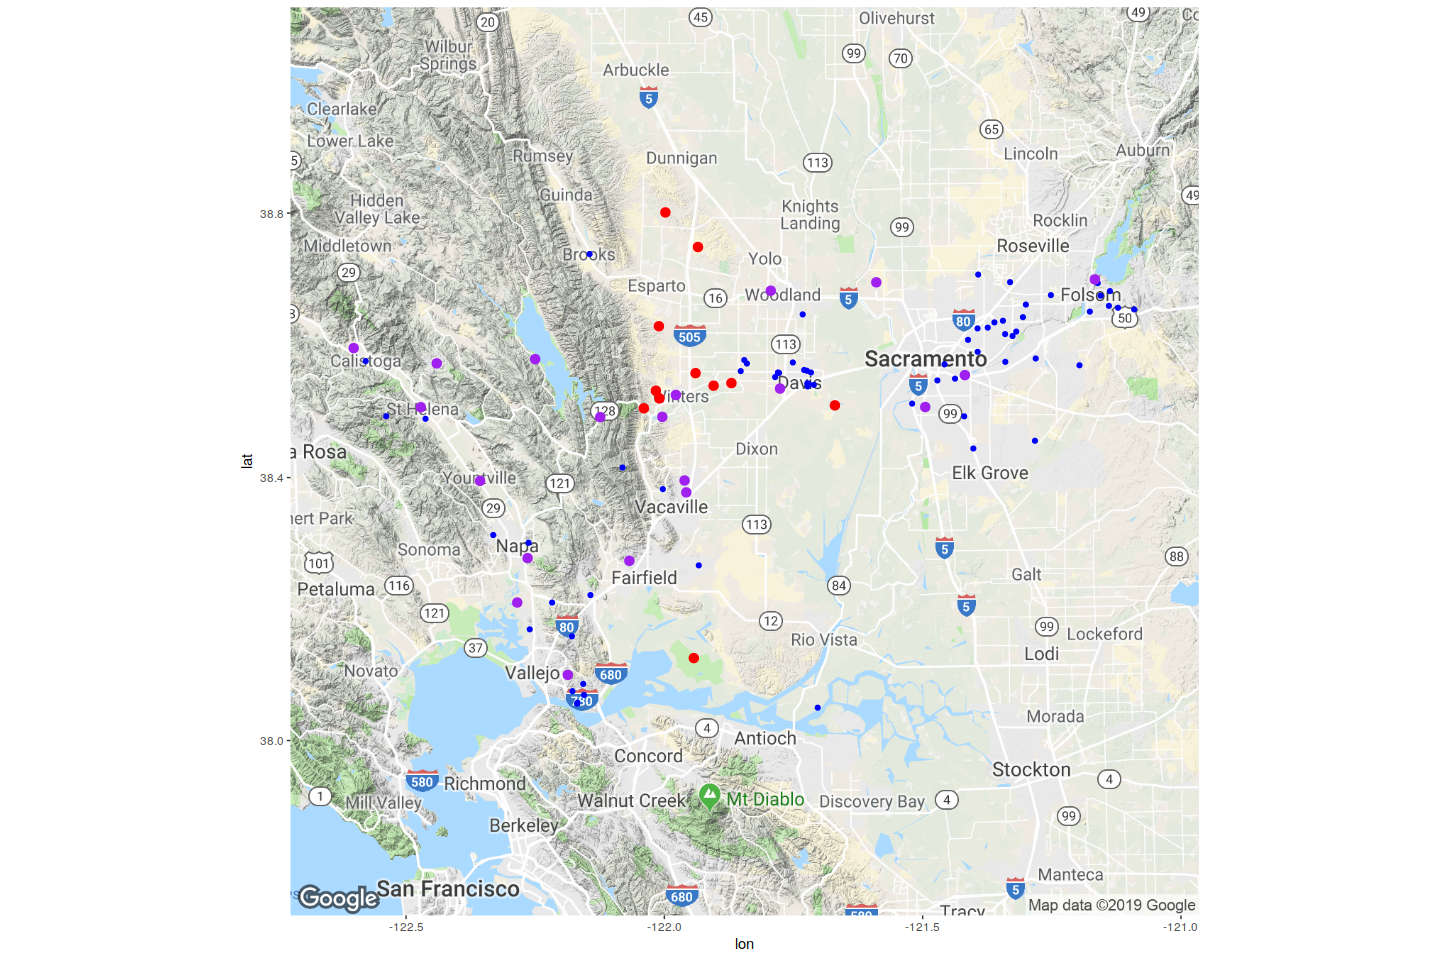 20
45
Olivehurst
49
Co
Wilbur
Springs
99
70
Arbuckle
5
Clearlake
65
Lower Lake
Rumsey
Dunnigan
113
Lincoln
Auburn
5
Guinda
49
Hidden
Valley Lake
Knights
Landing
99
Rocklin
38.8
Middletown
Roseville
Brooks
Yolo
29
Esparto
16
Woodland
5
Folsom
50
80
505
113
Calistoga
Sacramento
Davis
5
St Helena
128
Winters
99
a Rosa
Dixon
lat
Elk Grove
38.4
Yountville
121
29
Vacaville
nert Park
113
Napa
Sonoma
5
88
101
Fairfield
Galt
Petaluma
116
84
121
5
80
12
99
Lockeford
37
Rio Vista
Lodi
Novato
Vallejo
680
780
4
Morada
38.0
Antioch
Concord
Stockton
580
Richmond
4
1
Mill Valley
Walnut Creek
Mt Diablo
Discovery Bay
4
99
Berkeley
Manteca
5
Google
San Francisco
680
580
Tracy
Map data ©2019 Google
-122.5
-122.0
-121.5
-121.0
lon